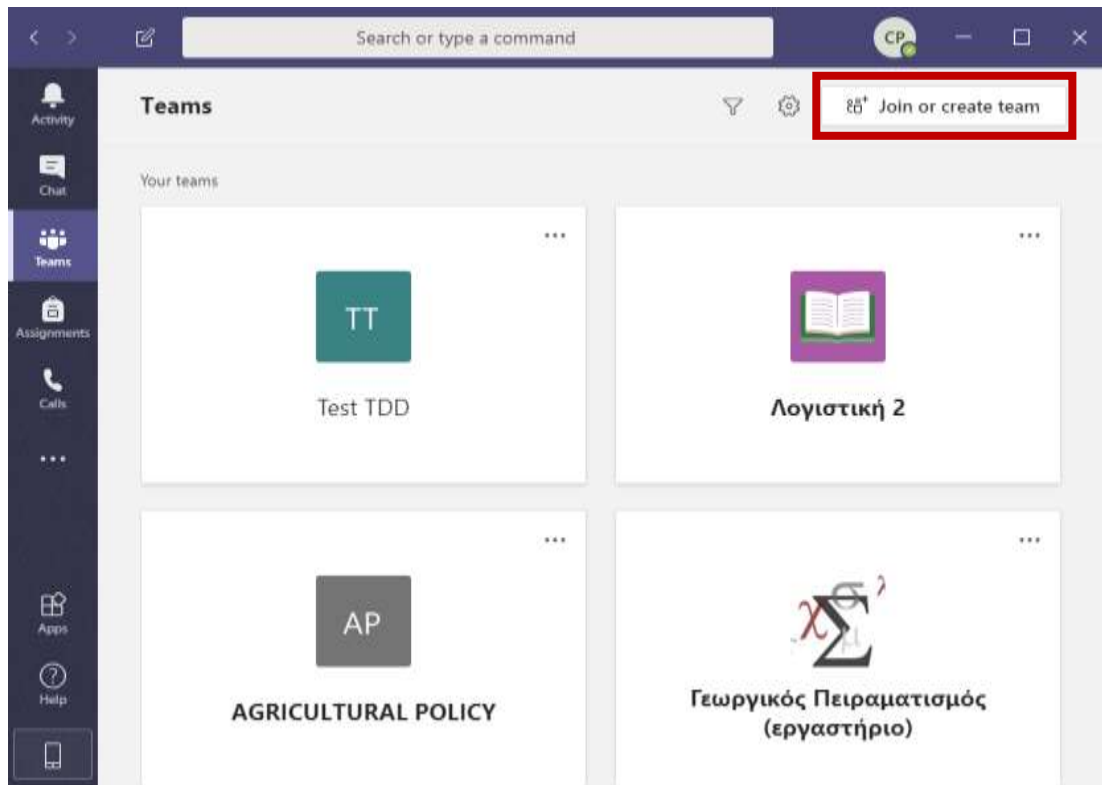 Search or type a command
CP
Activity
Chat
Teams
Assignments
Calls
Apps
Help
Teams
Join or create team
Your teams
TT
Test TDD
Λογιστική 2
AP
AGRICULTURAL POLICY
χ Σ σ μ λ
Γεωργικός Πειραματισμός
(εργαστήριο)